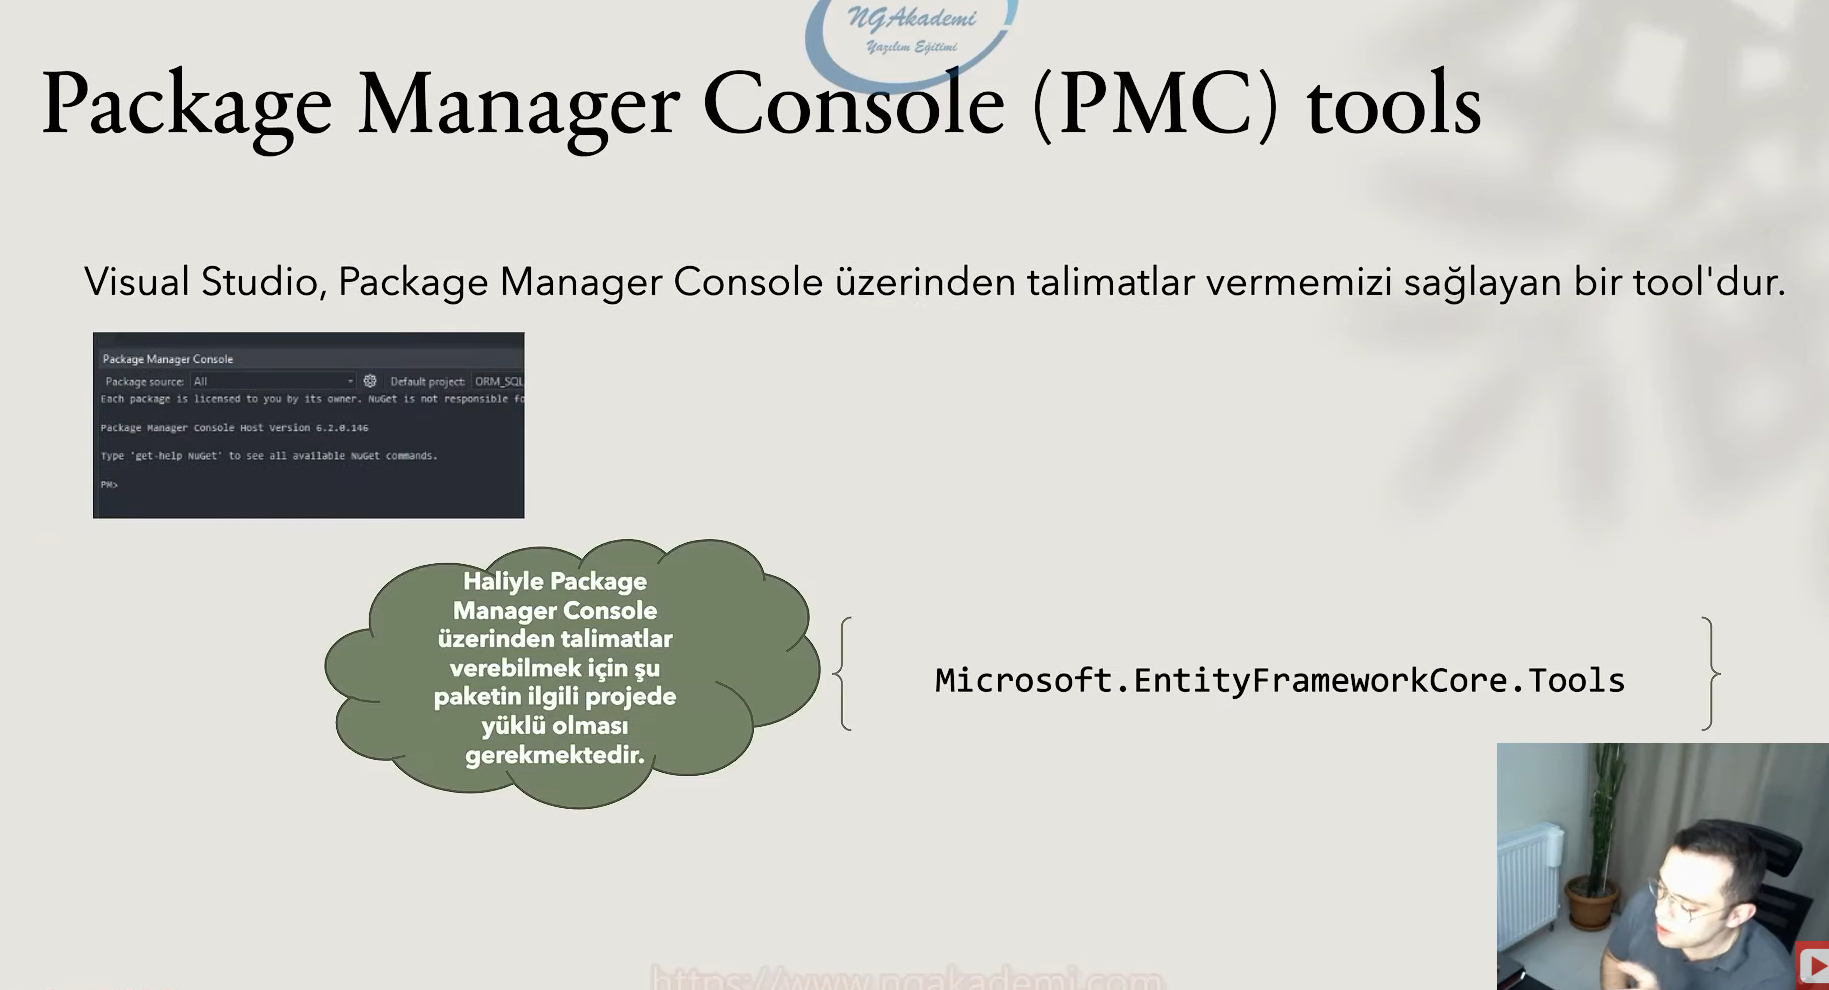 NGAkademi
Yazılım Eğitimi
Package Manager Console (PMC) tools
Visual Studio, Package Manager Console üzerinden talimatlar vermemizi sağlayan bir tool'dur.
Package Manager Console
Package source: All Default project: ORM_SQL
Each package is licensed to you by its owner. NuGet is not responsible fo
Package Manager Console Host Version 6.2.0.146
Type 'get-help NuGet' to see all available NuGet commands.
PM>
Haliyle Package
Manager Console
üzerinden talimatlar
verebilmek için şu
paketin ilgili projede
yüklü olması
gerekmektedir.
Microsoft.EntityFrameworkCore.Tools
https://www.ngakademi.com